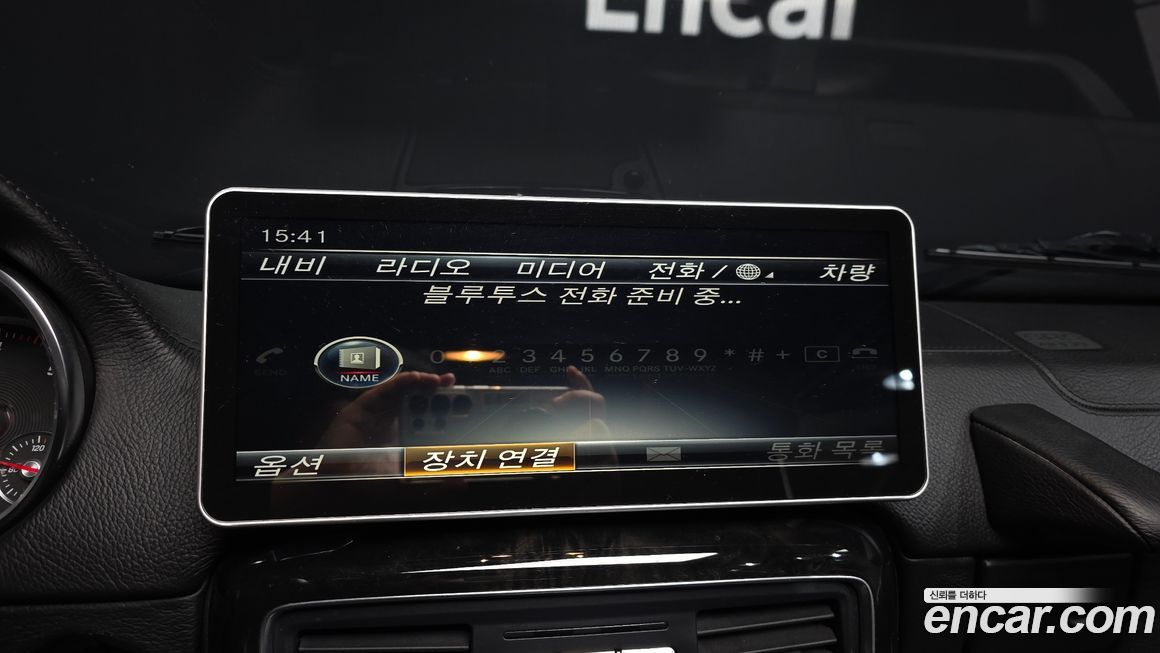 Encar
15:41
내비 라디오 미디어 전화 / 차량
블루투스 전화 준비 중...
SEND NAME 0 2 3 4 5 6 7 8 9 * # + C
ABC DEF GHI JKL MNO PQRS TUV WXYZ
옵션 장치 연결 통화 목록
120
신뢰를 더하다
encar.com